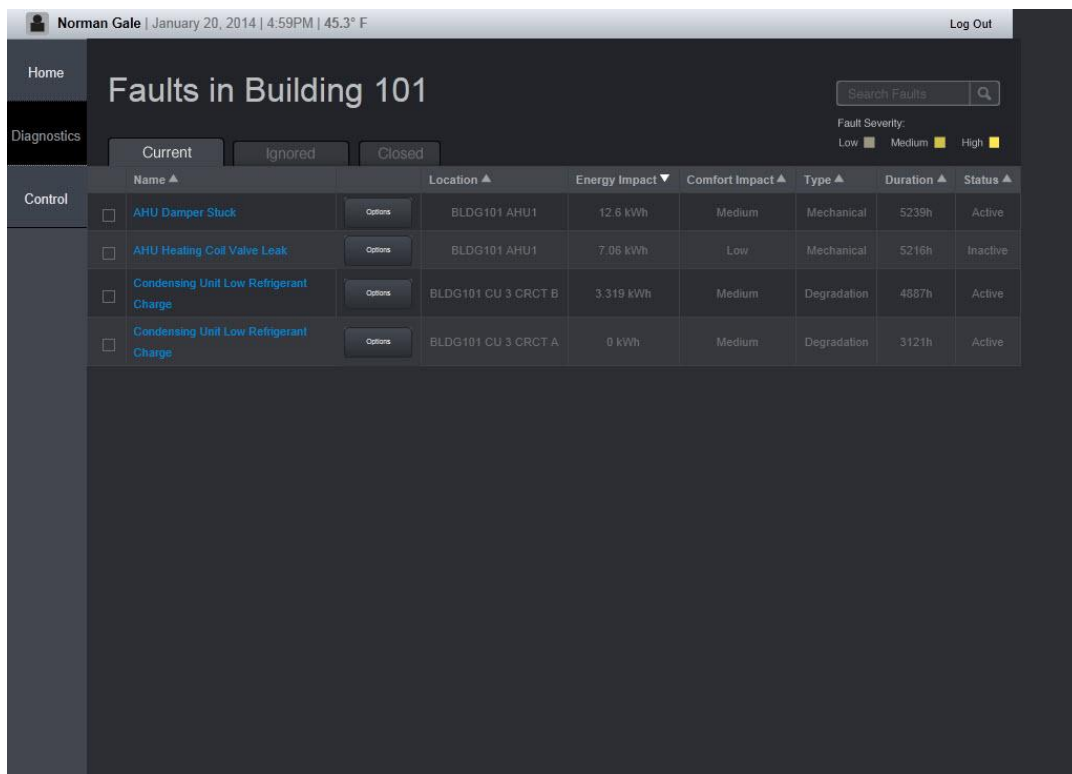 Norman Gale | January 20, 2014 | 4:59PM | 45.3° F
Log Out
Home
Diagnostics
Control
Faults in Building 101
Search Faults
Fault Severity:
Low Medium High
Current Ignored Closed
Name Location Energy Impact Comfort Impact Type Duration Status
AHU Damper Stuck Options BLDG101 AHU1 12.6 kWh Medium Mechanical 5239h Active
AHU Heating Coil Valve Leak Options BLDG101 AHU1 7.06 kWh Low Mechanical 5216h Inactive
Condensing Unit Low Refrigerant
Charge Options BLDG101 CU 3 CRCT B 3.319 kWh Medium Degradation 4887h Active
Condensing Unit Low Refrigerant
Charge Options BLDG101 CU 3 CRCT A 0 kWh Medium Degradation 3121h Active